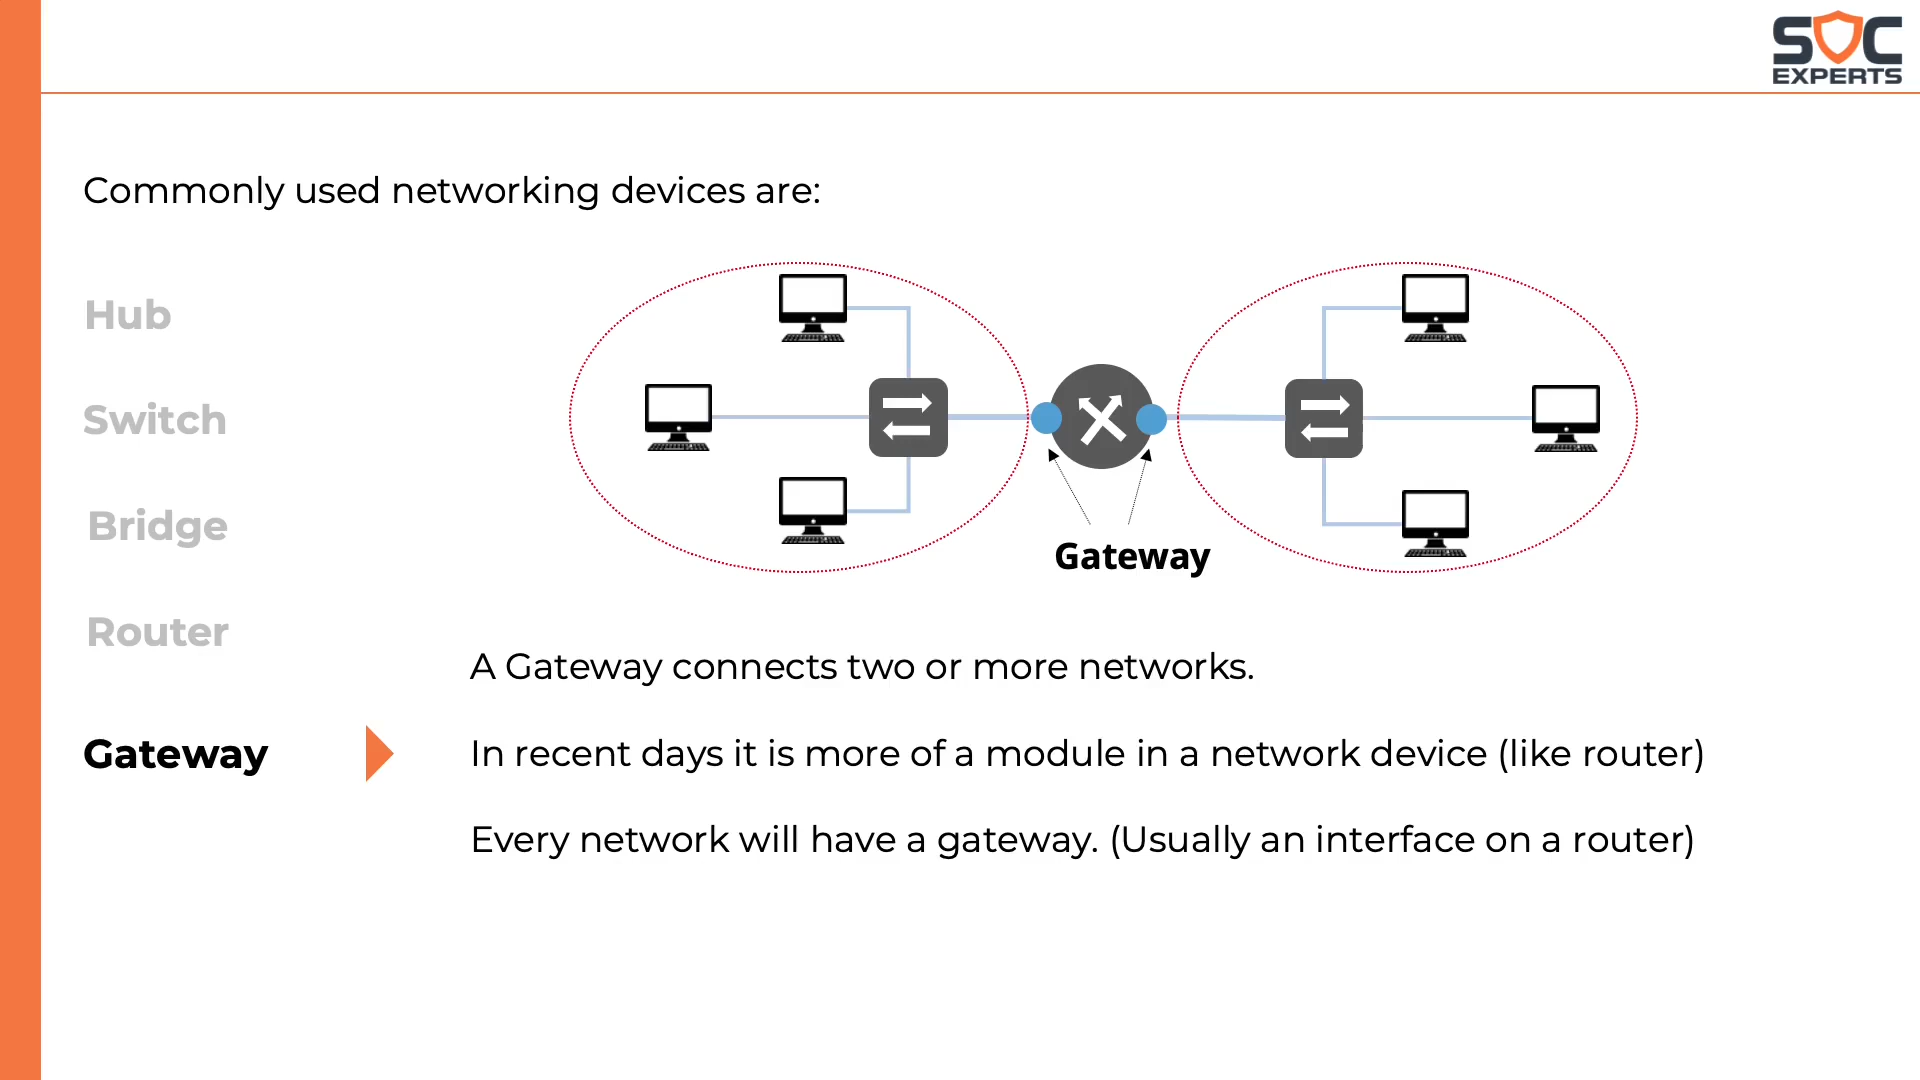 SOC
EXPERTS
Commonly used networking devices are:
Hub
Switch
Bridge
Router
Gateway
Gateway
A Gateway connects two or more networks.
In recent days it is more of a module in a network device (like router)
Every network will have a gateway. (Usually an interface on a router)